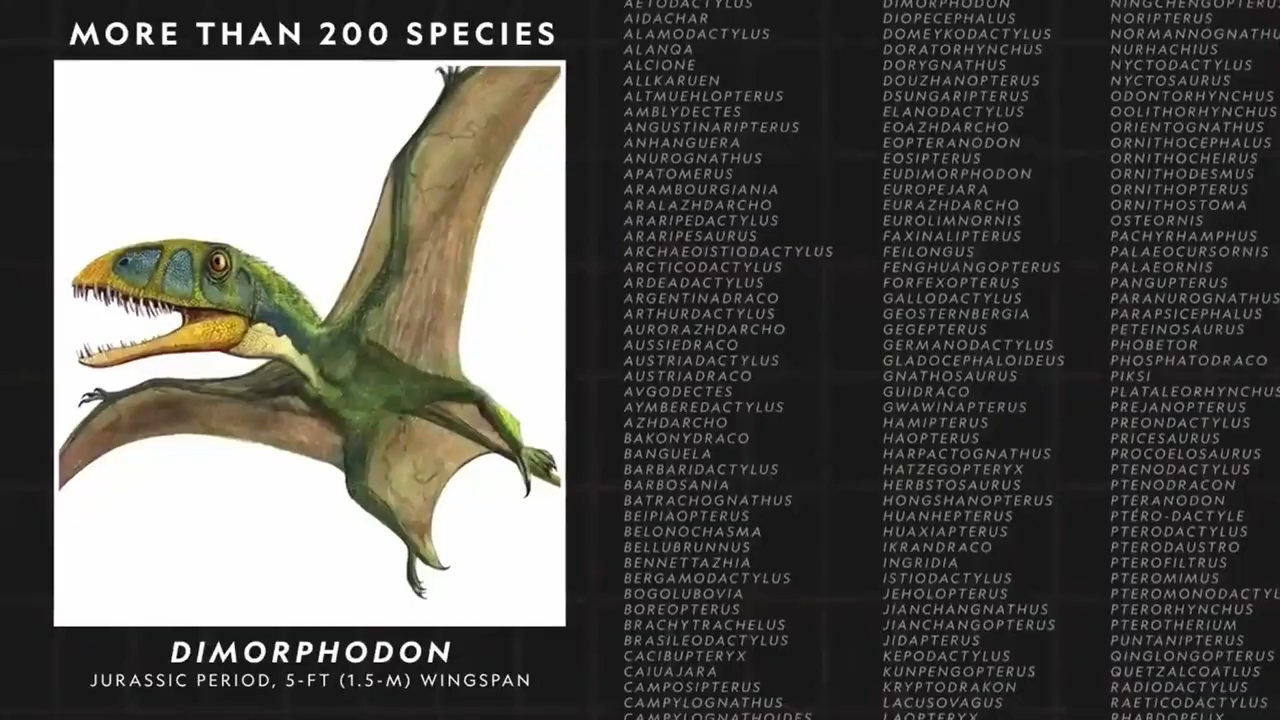 MORE THAN 200 SPECIES
DIMORPHODON
JURASSIC PERIOD, 5-FT (1.5-M) WINGSPAN
AETODACTYLUS
AIDACHAR
ALAMODACTYLUS
ALANQA
ALCIONE
ALLKARUEN
ALTMUEHLOPTERUS
AMBLYDECTES
ANGUSTINARIPTERUS
ANHANGUERA
ANUROGNATHUS
APATOMERUS
ARAMBOURGIANIA
ARALAZHDARCHO
ARARIPEDACTYLUS
ARARIPESAURUS
ARCHAEOISTIODACTYLUS
ARCTICODACTYLUS
ARDEADACTYLUS
ARGENTINADRACO
ARTHURDACTYLUS
AURORAZHDARCHO
AUSSIEDRACO
AUSTRIADACTYLUS
AUSTRIADRACO
AVGODECTES
AYMBEREDACTYLUS
AZHDARCHO
BAKONYDRACO
BANGUELA
BARBARIDACTYLUS
BARBOSANIA
BATRACHOGNATHUS
BEIPIAOPTERUS
BELONOCHASMA
BELLUBRUNNUS
BENNETTAZHIA
BERGAMODACTYLUS
BOGOLUBOVIA
BOREOPTERUS
BRACHYTRACHELUS
BRASILEODACTYLUS
CACIBUPTERYX
CAIUAJARA
CAMPOSIPTERUS
CAMPYLOGNATHUS
CAMPYLOGNATHOIDES
DIMORPHODON
DIOPECEPHALUS
DOMEYKODACTYLUS
DORATORHYNCHUS
DORYGNATHUS
DOUZHANOPTERUS
DSUNGARIPTERUS
ELANODACTYLUS
EOAZHDARCHO
EOPTERANODON
EOSIPTERUS
EUDIMORPHODON
EUROPEJARA
EURAZHDARCHO
EUROLIMNORNIS
FAXINALIPTERUS
FEILONGUS
FENGHUANGOPTERUS
FORFEXOPTERUS
GALLODACTYLUS
GEOSTERNBERGIA
GEGEPTERUS
GERMANODACTYLUS
GLADOCEPHALOIDEUS
GNATHOSAURUS
GUIDRACO
GWAWINAPTERUS
HAMIPTERUS
HAOPTERUS
HARPACTOGNATHUS
HATZEGOPTERYX
HERBSTOSAURUS
HONGSHANOPTERUS
HUANHEPTERUS
HUAXIAPTERUS
IKRANDRACO
INGRIDIA
ISTIODACTYLUS
JEHOLOPTERUS
JIANCHANGNATHUS
JIANCHANGOPTERUS
JIDAPTERUS
KEPODACTYLUS
KUNPENGOPTERUS
KRYPTODRAKON
LACUSOVAGUS
LAOPTERYX
NINGCHENGOPTERUS
NORIPTERUS
NORMANNOGNATHU
NURHACHIUS
NYCTODACTYLUS
NYCTOSAURUS
ODONTORHYNCHUS
OOLITHORHYNCHUS
ORIENTOGNATHUS
ORNITHOCEPHALUS
ORNITHOCHEIRUS
ORNITHODESMUS
ORNITHOPTERUS
ORNITHOSTOMA
OSTEORNIS
PACHYRHAMPHUS
PALAEOCURSORNIS
PALAEORNIS
PANGUPTERUS
PARANUROGNATHUS
PARAPSICEPHALUS
PETEINOSAURUS
PHOBETOR
PHOSPHATODRACO
PIKSI
PLATALEORHYNCHUS
PREJANOPTERUS
PREONDACTYLUS
PRICESAURUS
PROCOELOSAURUS
PTENODACTYLUS
PTENODRACON
PTERANODON
PTÉRO-DACTYLE
PTERODACTYLUS
PTERODAUSTRO
PTEROFILTRUS
PTEROMIMUS
PTEROMONODACTYL
PTERORHYNCHUS
PTEROTHERIUM
PUNTANIPTERUS
QINGLONGOPTERUS
QUETZALCOATLUS
RADIODACTYLUS
RAETICODACTYLUS